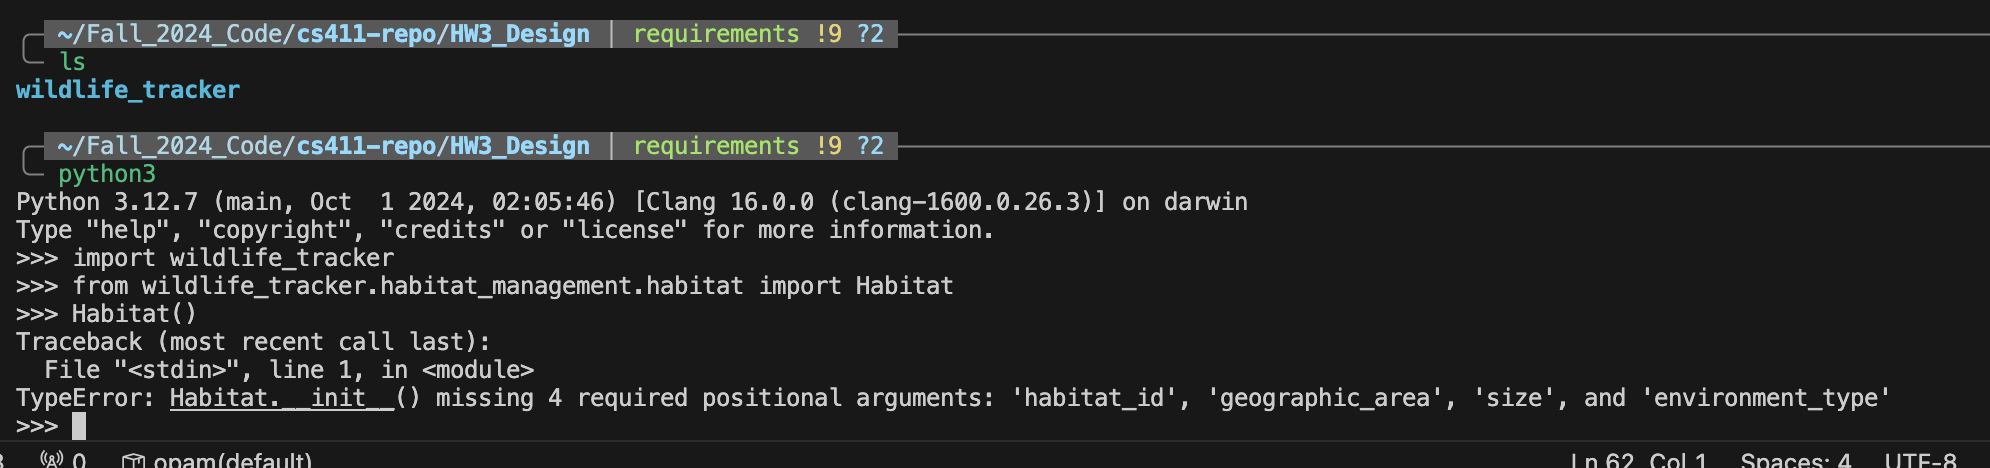 ~/Fall_2024_Code/cs411-repo/HW3_Design | requirements !9 ?2
ls
wildlife_tracker
~/Fall_2024_Code/cs411-repo/HW3_Design | requirements !9 ?2
python3
Python 3.12.7 (main, Oct  1 2024, 02:05:46) [Clang 16.0.0 (clang-1600.0.26.3)] on darwin
Type "help", "copyright", "credits" or "license" for more information.
>>> import wildlife_tracker
>>> from wildlife_tracker.habitat_management.habitat import Habitat
>>> Habitat()
Traceback (most recent call last):
  File "<stdin>", line 1, in <module>
TypeError: Habitat.__init__() missing 4 required positional arguments: 'habitat_id', 'geographic_area', 'size', and 'environment_type'
>>>
0 opam(default) Ln 62, Col 1 Spaces: 4 UTF-8